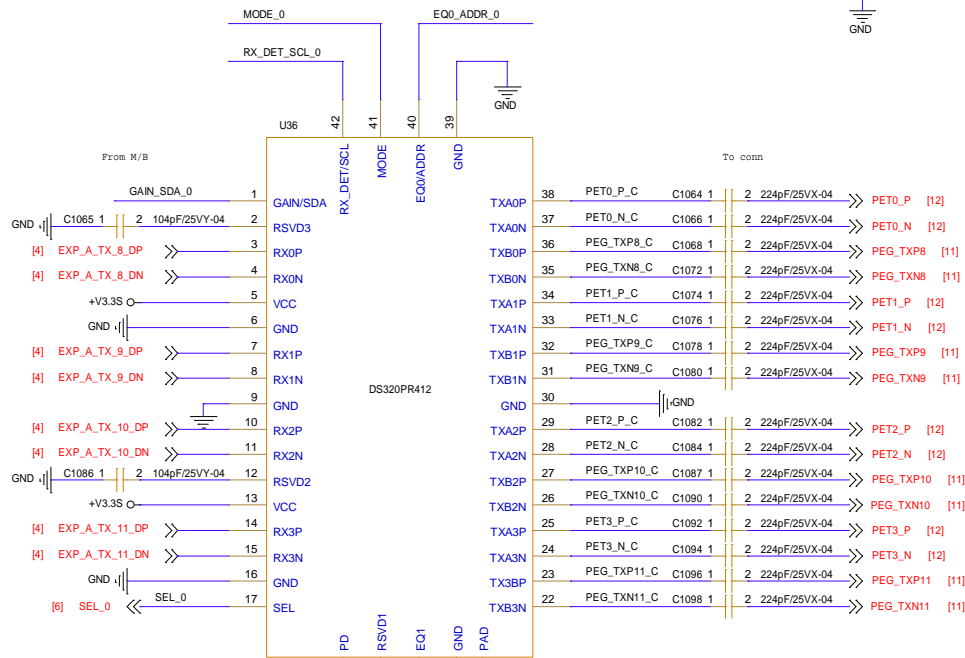 MODE_0
EQ0_ADDR_0
GND
RX_DET_SCL_0
GND
U36
42
41
40
39
From M/B
To conn
RX_DET/SCL
MODE
EQ0/ADDR
GND
GAIN_SDA_0 1 GAIN/SDA
GND C1065 1 2 104pF/25VY-04 2 RSVD3
[4] EXP_A_TX_8_DP 3 RX0P
[4] EXP_A_TX_8_DN 4 RX0N
+V3.3S 5 VCC
GND 6 GND
[4] EXP_A_TX_9_DP 7 RX1P
[4] EXP_A_TX_9_DN 8 RX1N
9 GND
[4] EXP_A_TX_10_DP 10 RX2P
[4] EXP_A_TX_10_DN 11 RX2N
GND C1086 1 2 104pF/25VY-04 12 RSVD2
+V3.3S 13 VCC
[4] EXP_A_TX_11_DP 14 RX3P
[4] EXP_A_TX_11_DN 15 RX3N
GND 16 GND
[6] SEL_0 SEL_0 17 SEL
DS320PR412
TXA0P 38 PET0_P_C C1064 1 2 224pF/25VX-04 PET0_P [12]
TXA0N 37 PET0_N_C C1066 1 2 224pF/25VX-04 PET0_N [12]
TXB0P 36 PEG_TXP8_C C1068 1 2 224pF/25VX-04 PEG_TXP8 [11]
TXB0N 35 PEG_TXN8_C C1072 1 2 224pF/25VX-04 PEG_TXN8 [11]
TXA1P 34 PET1_P_C C1074 1 2 224pF/25VX-04 PET1_P [12]
TXA1N 33 PET1_N_C C1076 1 2 224pF/25VX-04 PET1_N [12]
TXB1P 32 PEG_TXP9_C C1078 1 2 224pF/25VX-04 PEG_TXP9 [11]
TXB1N 31 PEG_TXN9_C C1080 1 2 224pF/25VX-04 PEG_TXN9 [11]
GND 30 GND
TXA2P 29 PET2_P_C C1082 1 2 224pF/25VX-04 PET2_P [12]
TXA2N 28 PET2_N_C C1084 1 2 224pF/25VX-04 PET2_N [12]
TXB2P 27 PEG_TXP10_C C1087 1 2 224pF/25VX-04 PEG_TXP10 [11]
TXB2N 26 PEG_TXN10_C C1090 1 2 224pF/25VX-04 PEG_TXN10 [11]
TXA3P 25 PET3_P_C C1092 1 2 224pF/25VX-04 PET3_P [12]
TXA3N 24 PET3_N_C C1094 1 2 224pF/25VX-04 PET3_N [12]
TX3BP 23 PEG_TXP11_C C1096 1 2 224pF/25VX-04 PEG_TXP11 [11]
TXB3N 22 PEG_TXN11_C C1098 1 2 224pF/25VX-04 PEG_TXN11 [11]
PD
RSVD1
EQ1
GND
PAD